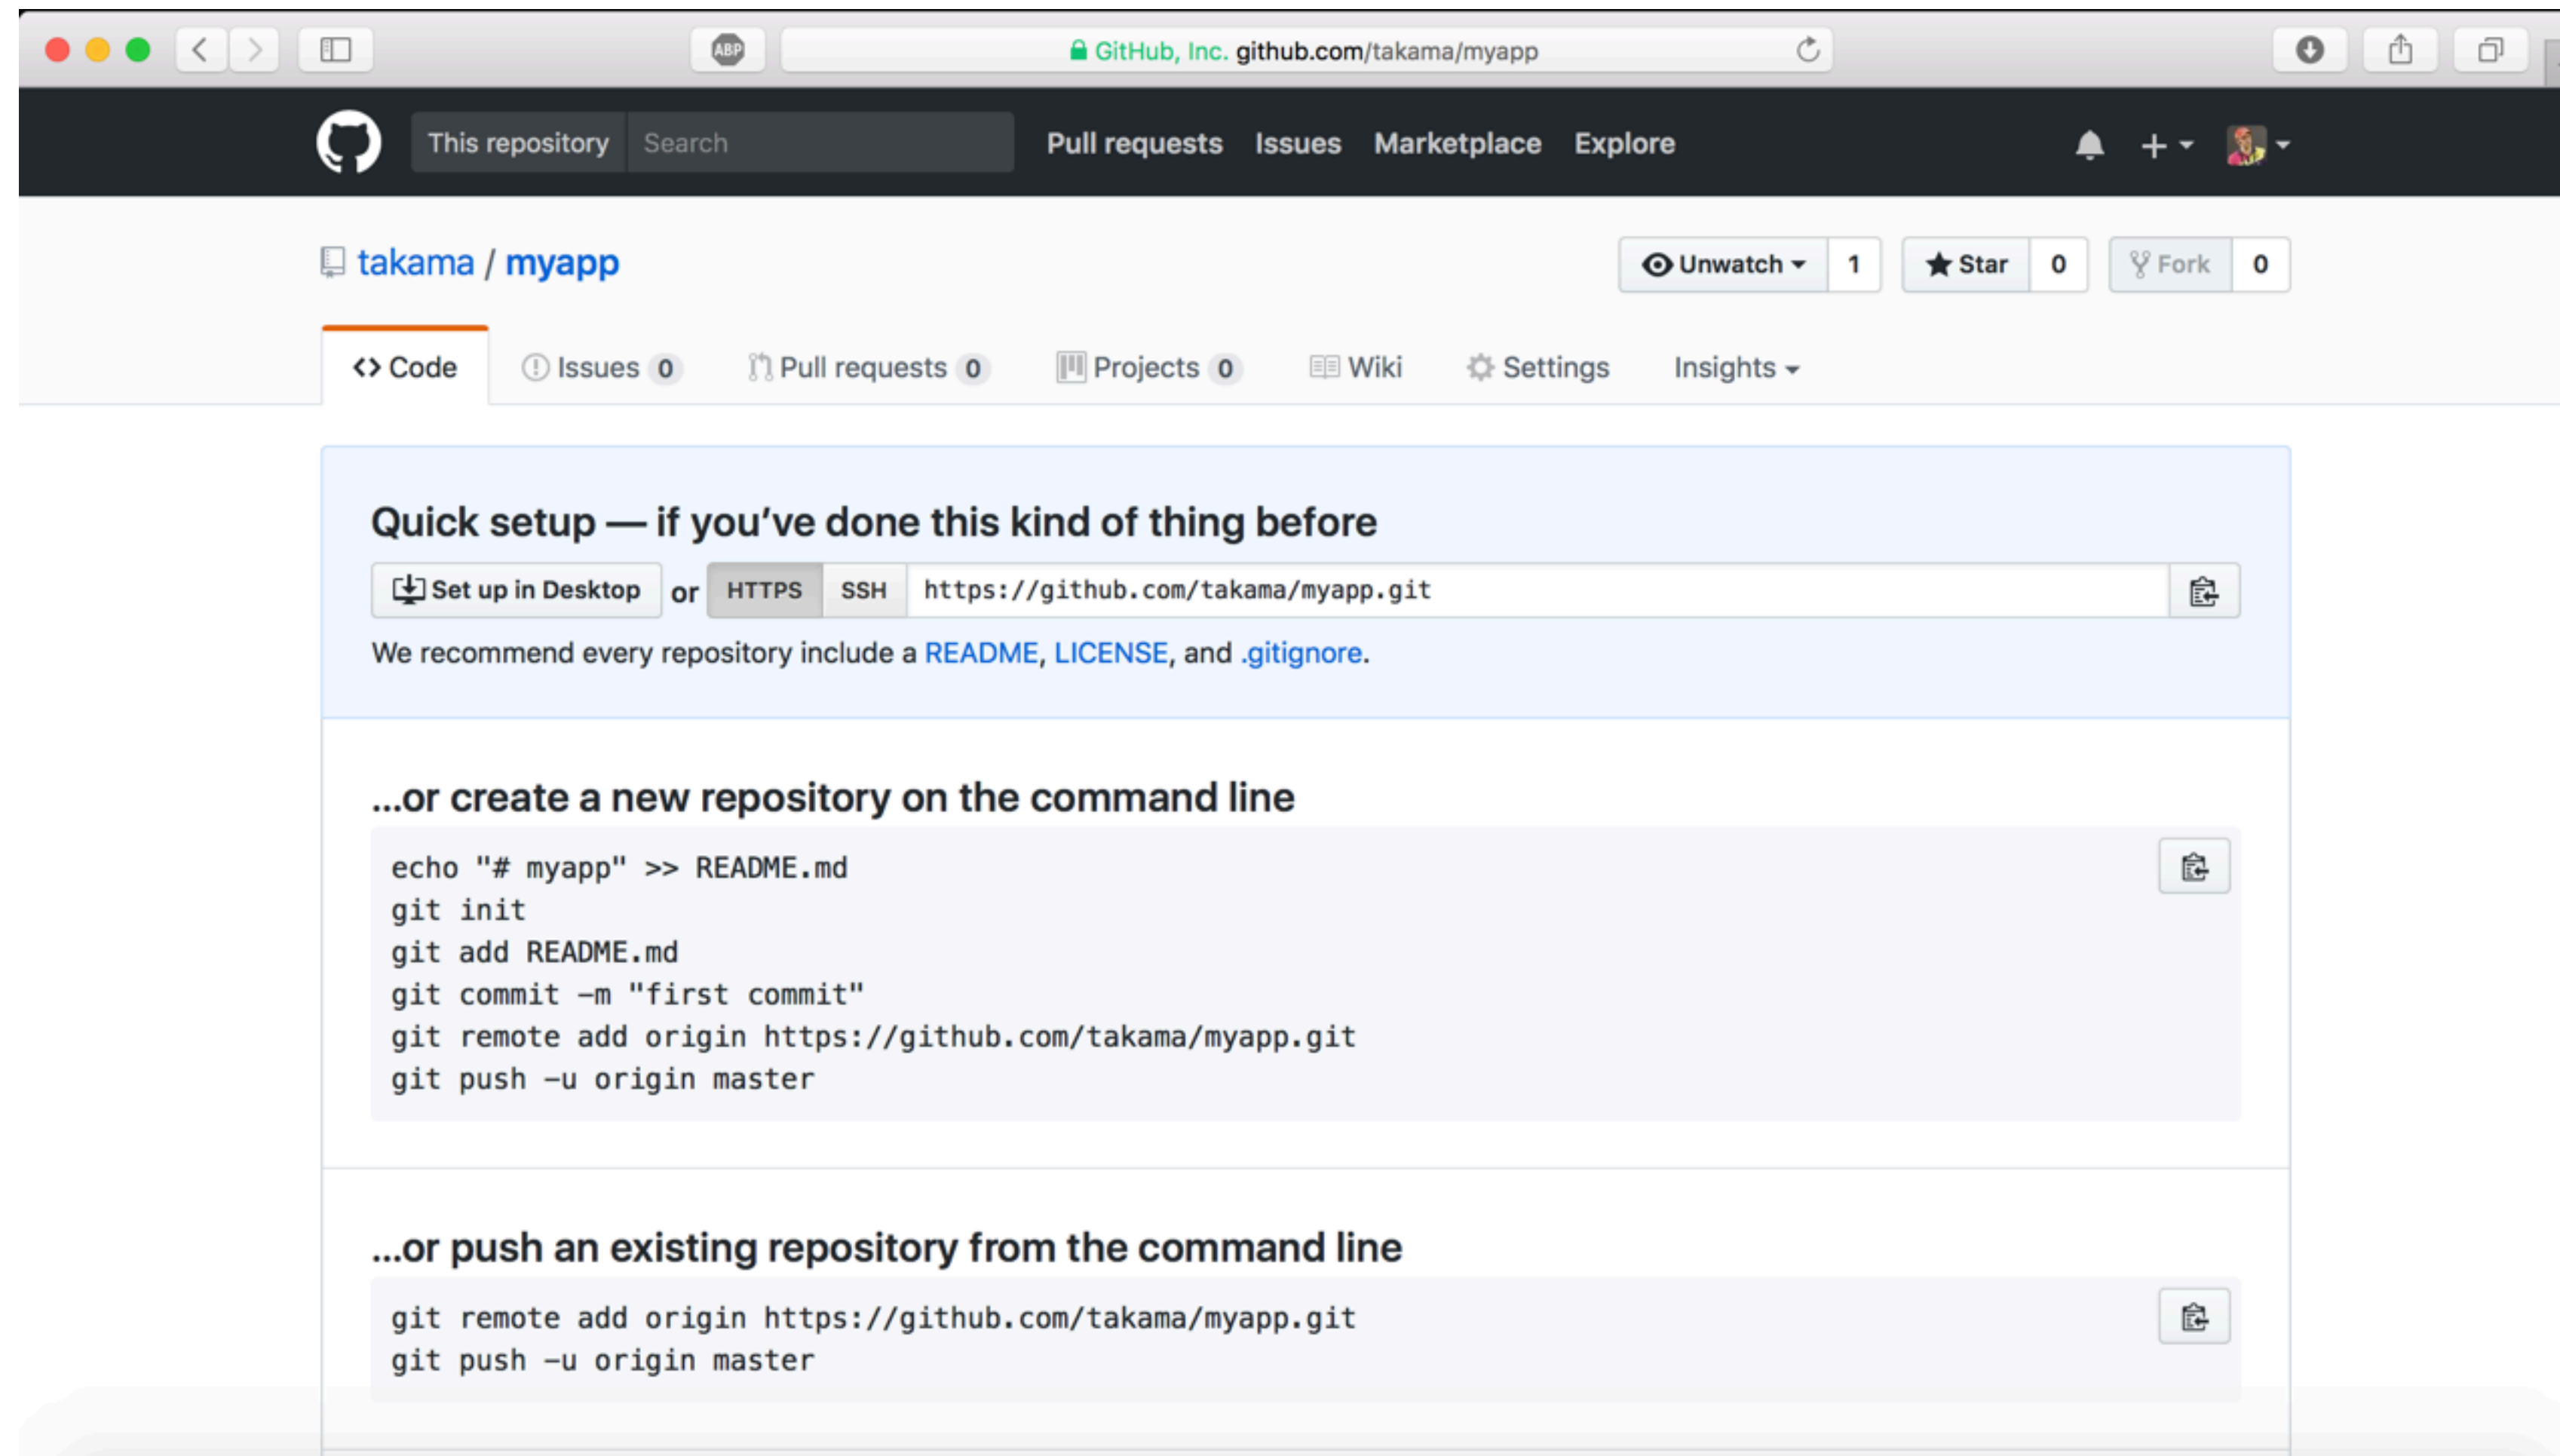 ABP
GitHub, Inc. github.com/takama/myapp
This repository Search Pull requests Issues Marketplace Explore
takama / myapp Unwatch 1 Star 0 Fork 0
<> Code Issues 0 Pull requests 0 Projects 0 Wiki Settings Insights
Quick setup — if you’ve done this kind of thing before
Set up in Desktop or HTTPS SSH https://github.com/takama/myapp.git
We recommend every repository include a README, LICENSE, and .gitignore.
…or create a new repository on the command line
echo "# myapp" >> README.md
git init
git add README.md
git commit -m "first commit"
git remote add origin https://github.com/takama/myapp.git
git push -u origin master
…or push an existing repository from the command line
git remote add origin https://github.com/takama/myapp.git
git push -u origin master